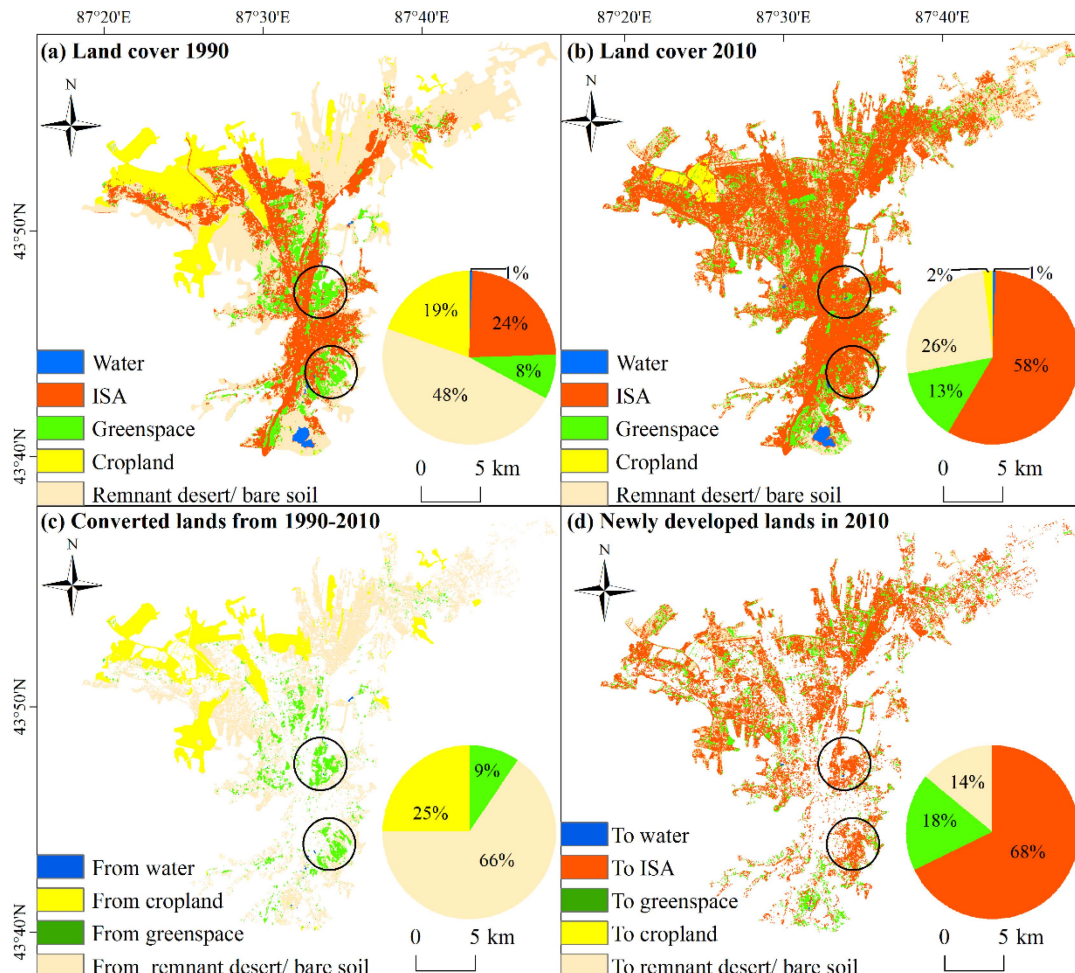 87°20'E 87°30'E 87°40'E 87°30'E 87°40'E
(a) Land cover 1990
N
43°50'N
43°40'N
1%
24%
8%
48%
19%
Water
ISA
Greenspace
Cropland
Remnant desert/ bare soil
0 5 km
(b) Land cover 2010
N
2%
1%
58%
13%
26%
Water
ISA
Greenspace
Cropland
Remnant desert/ bare soil
0 5 km
(c) Converted lands from 1990-2010
N
43°50'N
43°40'N
9%
25%
66%
From water
From cropland
From greenspace
From remnant desert/ bare soil
0 5 km
(d) Newly developed lands in 2010
N
14%
18%
68%
To water
To ISA
To greenspace
To cropland
To remnant desert/ bare soil
0 5 km